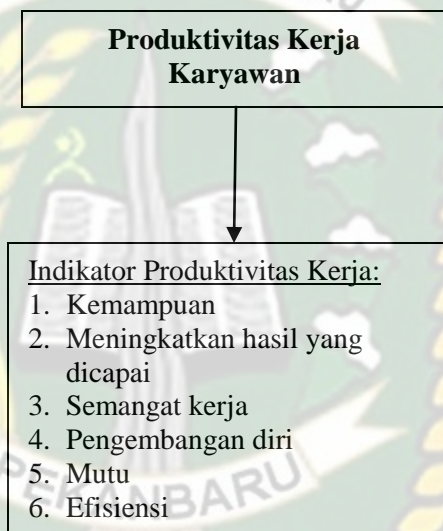 Produktivitas Kerja
Karyawan
Indikator Produktivitas Kerja:
1. Kemampuan
2. Meningkatkan hasil yang
dicapai
3. Semangat kerja
4. Pengembangan diri
5. Mutu
6. Efisiensi
PEKANBARU